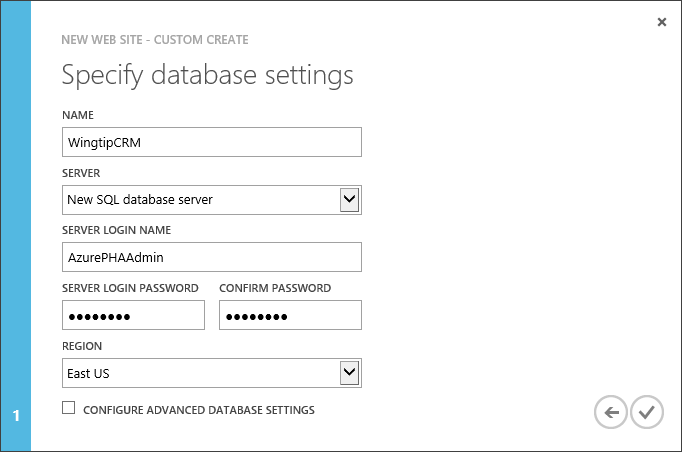 NEW WEB SITE - CUSTOM CREATE
Specify database settings
NAME
WingtipCRM
SERVER
New SQL database server
SERVER LOGIN NAME
AzurePHAAdmin
SERVER LOGIN PASSWORD CONFIRM PASSWORD
●●●●●●●● ●●●●●●●●
REGION
East US
CONFIGURE ADVANCED DATABASE SETTINGS
1